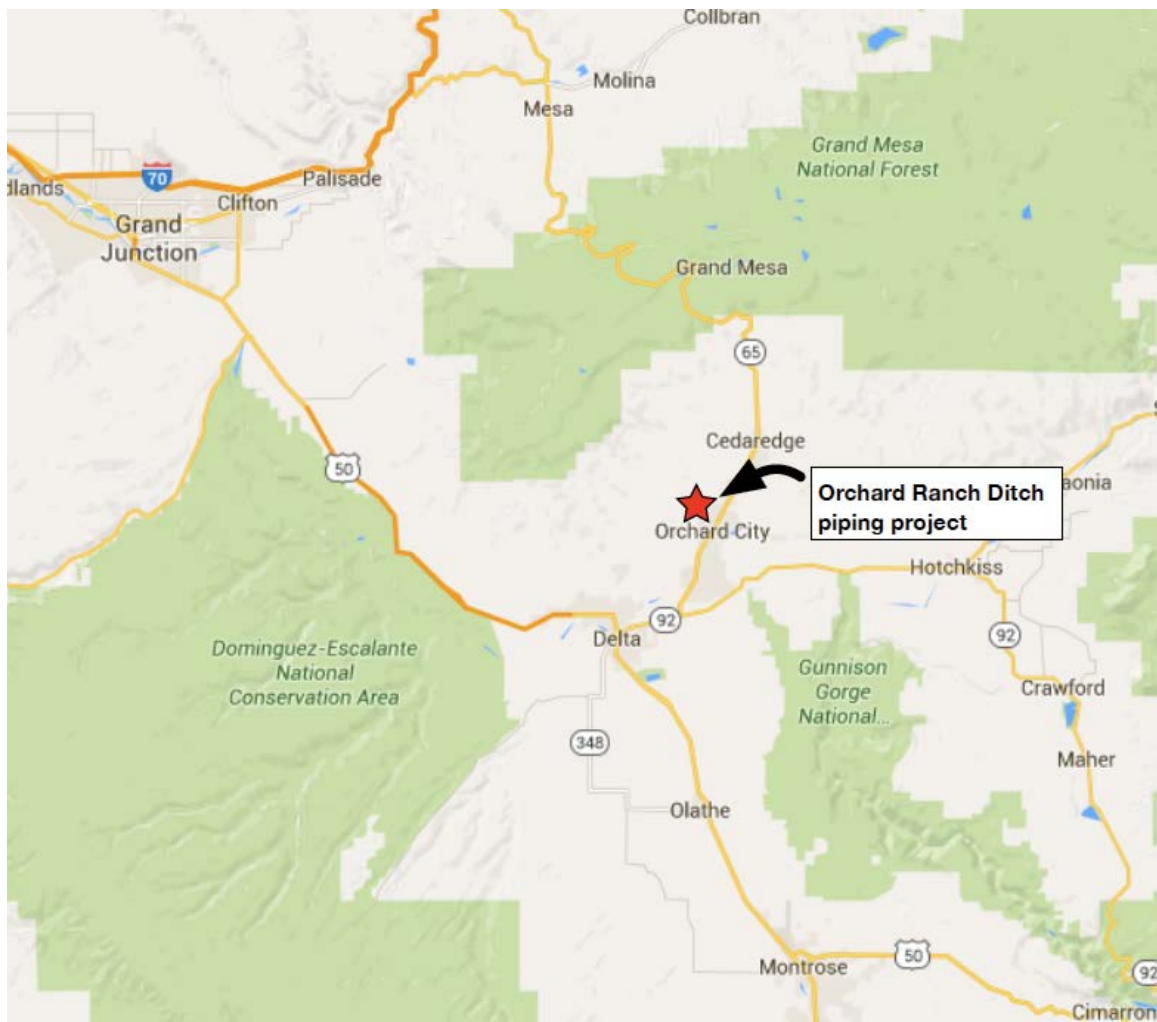 Collbran
Molina
Mesa
Grand Mesa
National Forest
70
Palisade
dlands
Clifton
Grand
Junction
Grand Mesa
65
Cedaredge
50
Orchard Ranch Ditch
piping project
aonia
Orchard City
Hotchkiss
92
Delta
92
Dominguez-Escalante
National
Conservation Area
Gunnison
Gorge
National...
Crawford
348
Maher
Olathe
Montrose
50
92
Cimarron